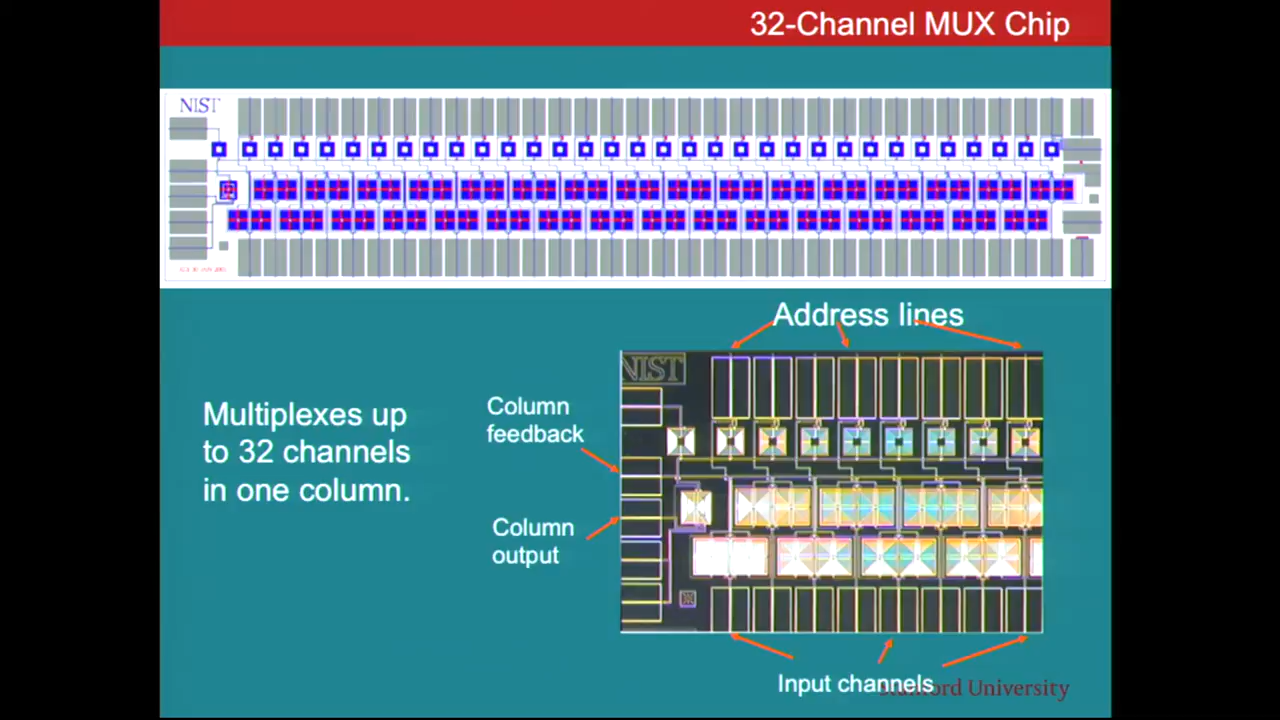 32-Channel MUX Chip
NIST
Address lines
NIST
Column
feedback
Multiplexes up
to 32 channels
in one column.
Column
output
Input channels
Stanford University